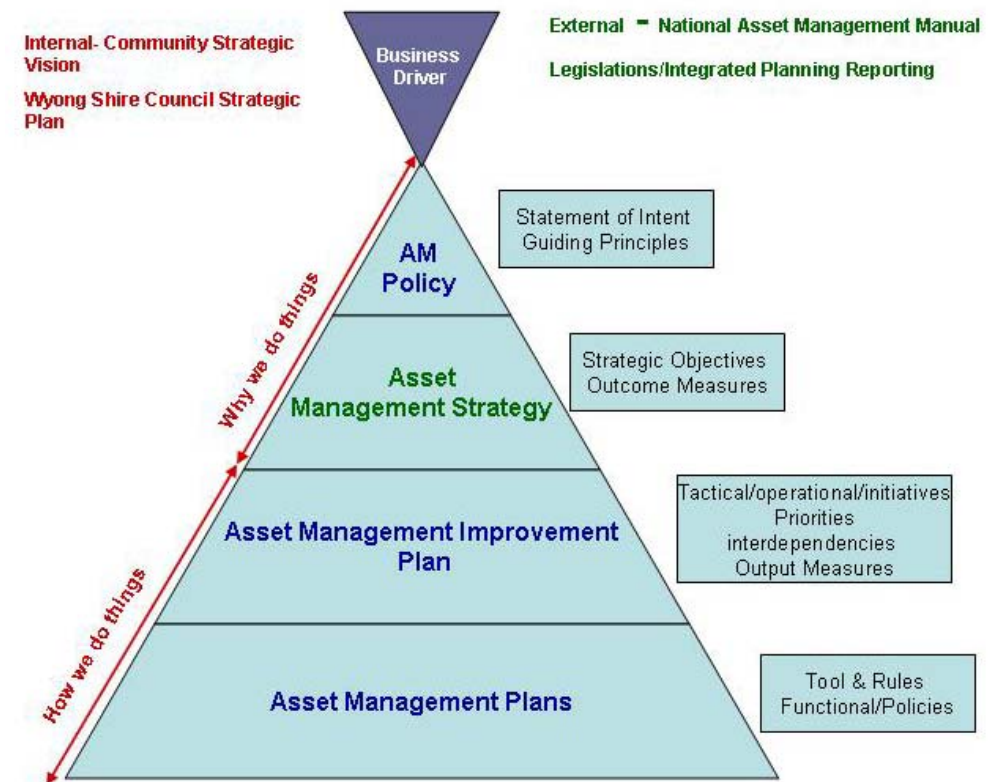 Internal- Community Strategic
Vision
Wyong Shire Council Strategic
Plan
Business
Driver
External - National Asset Management Manual
Legislations/Integrated Planning Reporting
Why we do things
How we do things
AM
Policy
Statement of Intent
Guiding Principles
Asset
Management Strategy
Strategic Objectives
Outcome Measures
Asset Management Improvement
Plan
Tactical/operational/initiatives
Priorities
interdependencies
Output Measures
Asset Management Plans
Tool & Rules
Functional/Policies